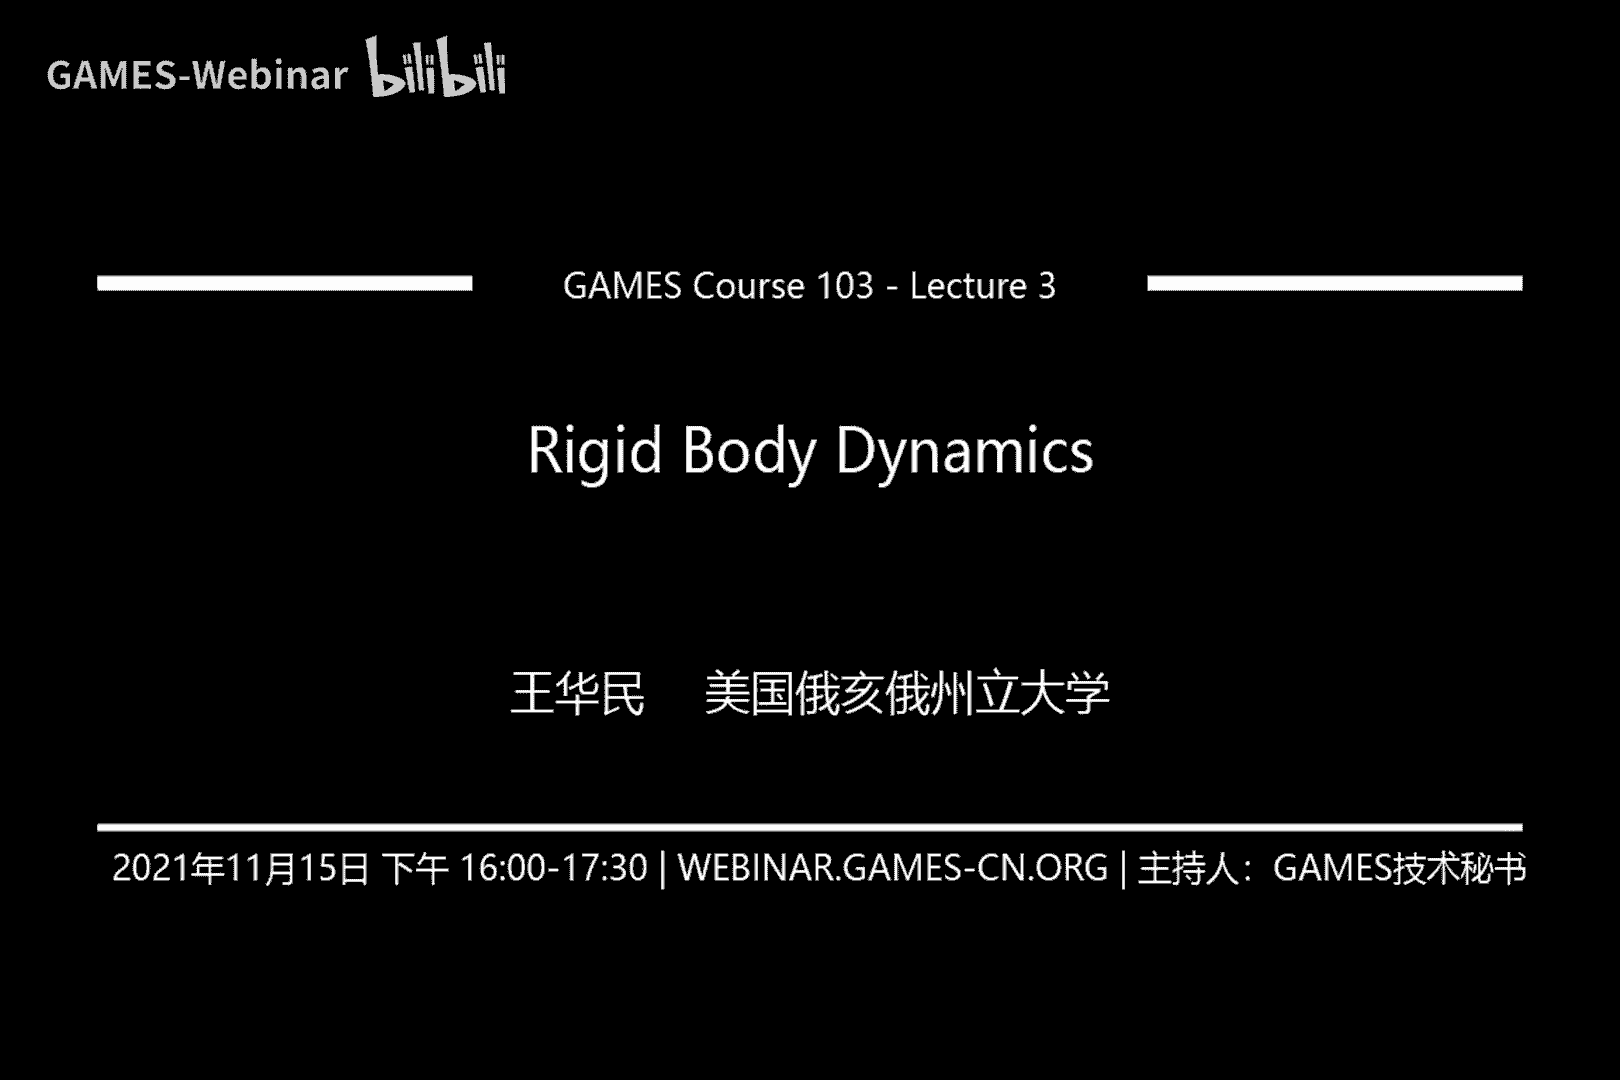 GAMES-Webinar bilibili
GAMES Course 103 - Lecture 3
Rigid Body Dynamics
王华民 美国俄亥俄州立大学
2021年11月15日 下午 16:00-17:30 | WEBINAR.GAMES-CN.ORG | 主持人：GAMES技术秘书